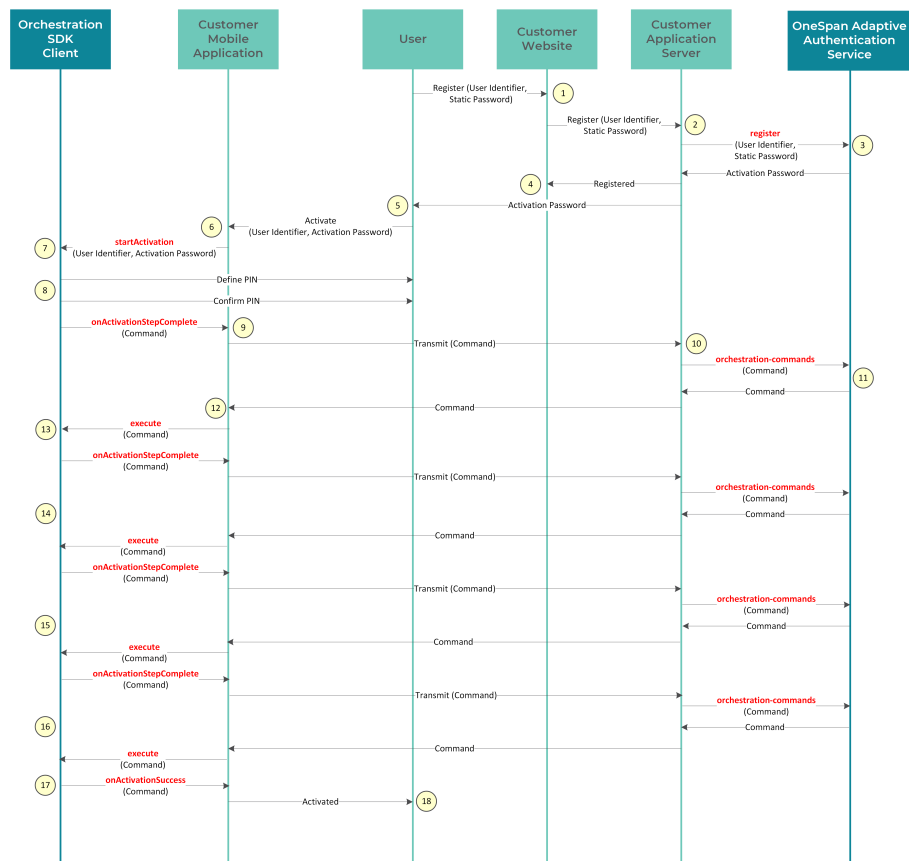 Orchestration
SDK
Client
Customer
Mobile
Application
User
Customer
Website
Customer
Application
Server
OneSpan Adaptive
Authentication
Service
Register (User Identifier,
Static Password)
1
Register (User Identifier,
Static Password)
2
register
(User Identifier,
Static Password)
3
Activation Password
4
Registered
5
Activation Password
6
Activate
(User Identifier, Activation Password)
7
startActivation
(User Identifier, Activation Password)
8
Define PIN
Confirm PIN
onActivationStepComplete
(Command)
9
Transmit (Command)
10
orchestration-commands
(Command)
11
Command
12
Command
13
execute
(Command)
onActivationStepComplete
(Command)
Transmit (Command)
orchestration-commands
(Command)
14
Command
Command
execute
(Command)
onActivationStepComplete
(Command)
Transmit (Command)
orchestration-commands
(Command)
15
Command
Command
execute
(Command)
onActivationStepComplete
(Command)
Transmit (Command)
orchestration-commands
(Command)
16
Command
Command
execute
(Command)
17
onActivationSuccess
(Command)
Activated
18